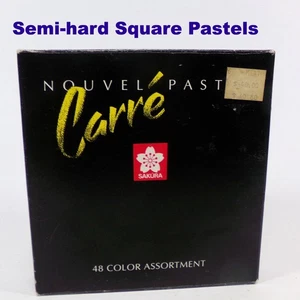 Semi-hard Square Pastels
NOUVEL PAST
Carré
SAKURA
48 COLOR ASSORTMENT